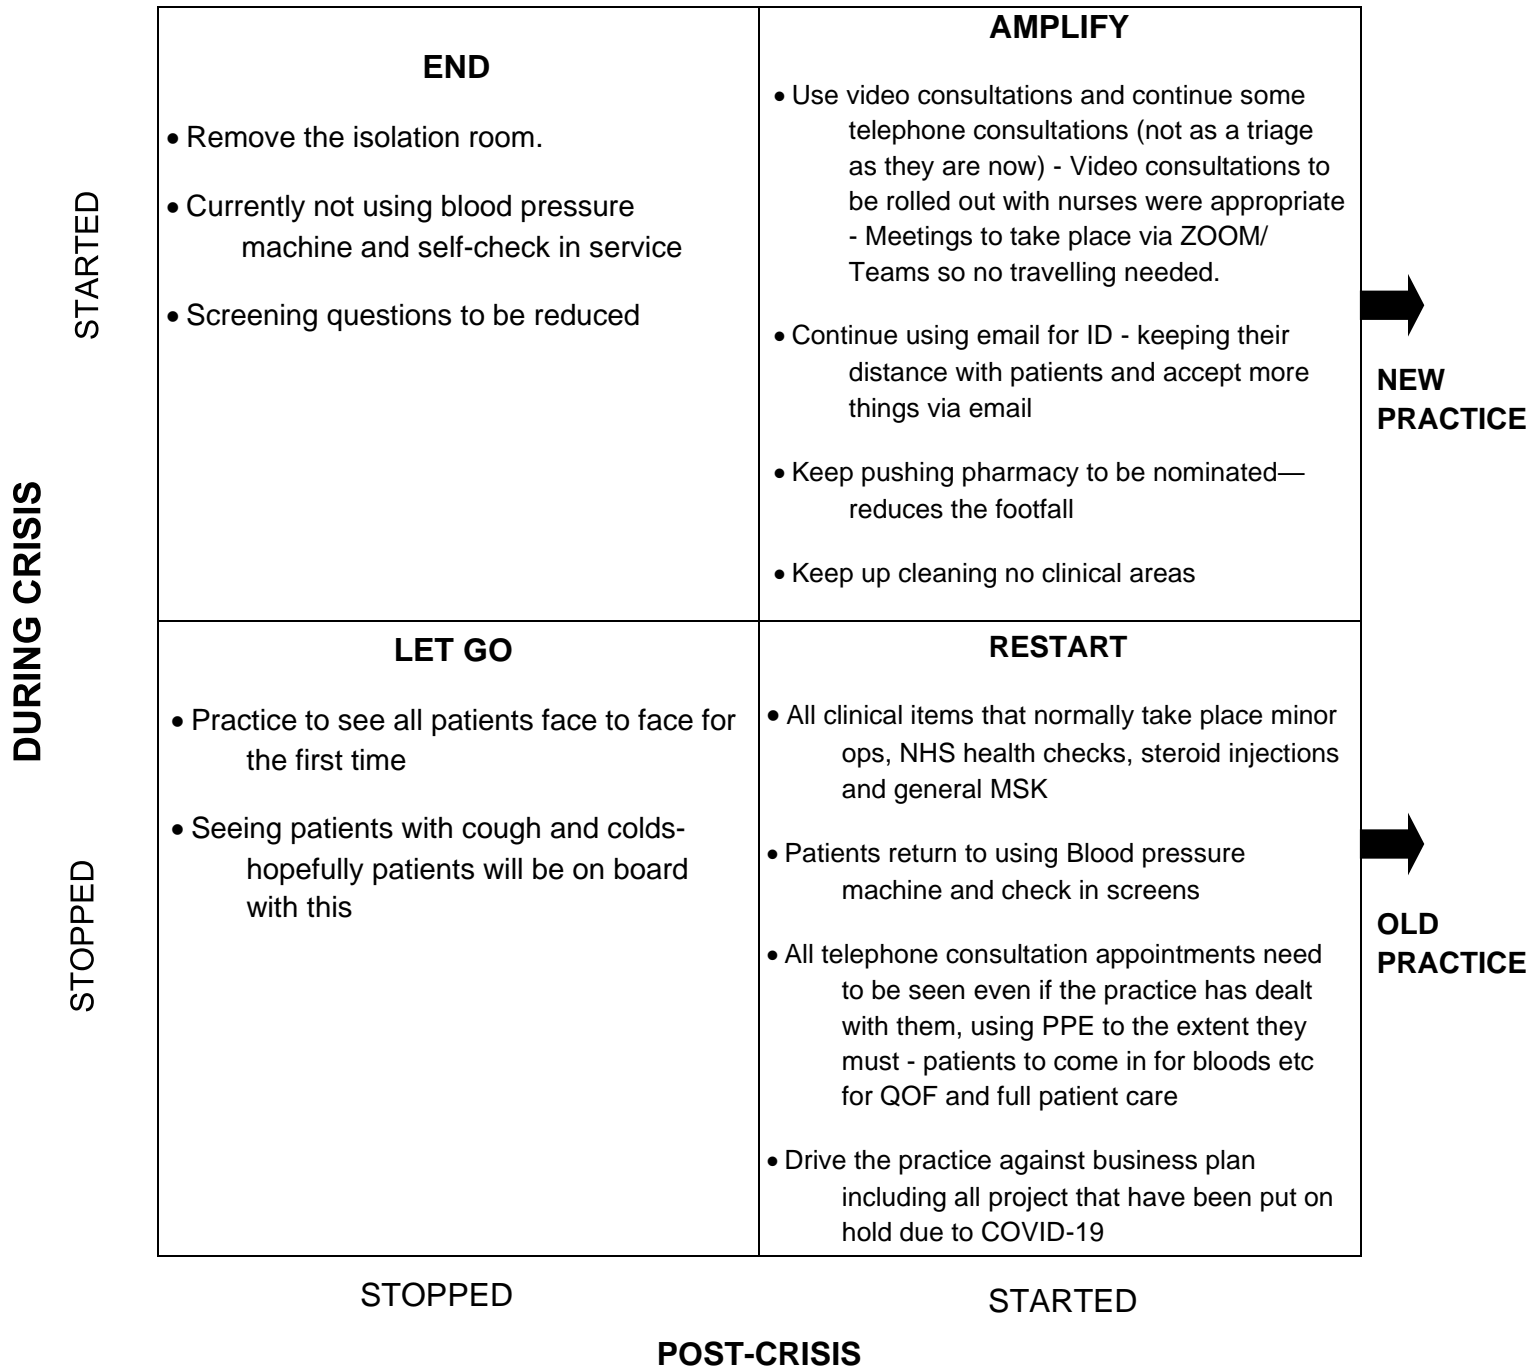 END
• Remove the isolation room.
• Currently not using blood pressure
machine and self-check in service
• Screening questions to be reduced
AMPLIFY
• Use video consultations and continue some
telephone consultations (not as a triage
as they are now) - Video consultations to
be rolled out with nurses were appropriate
- Meetings to take place via ZOOM/
Teams so no travelling needed.
• Continue using email for ID - keeping their
distance with patients and accept more
things via email
• Keep pushing pharmacy to be nominated—
reduces the footfall
• Keep up cleaning no clinical areas
STARTED
NEW
PRACTICE
DURING CRISIS
LET GO
• Practice to see all patients face to face for
the first time
• Seeing patients with cough and colds-
hopefully patients will be on board
with this
RESTART
• All clinical items that normally take place minor
ops, NHS health checks, steroid injections
and general MSK
• Patients return to using Blood pressure
machine and check in screens
• All telephone consultation appointments need
to be seen even if the practice has dealt
with them, using PPE to the extent they
must - patients to come in for bloods etc
for QOF and full patient care
• Drive the practice against business plan
including all project that have been put on
hold due to COVID-19
STOPPED
OLD
PRACTICE
STOPPED
STARTED
POST-CRISIS